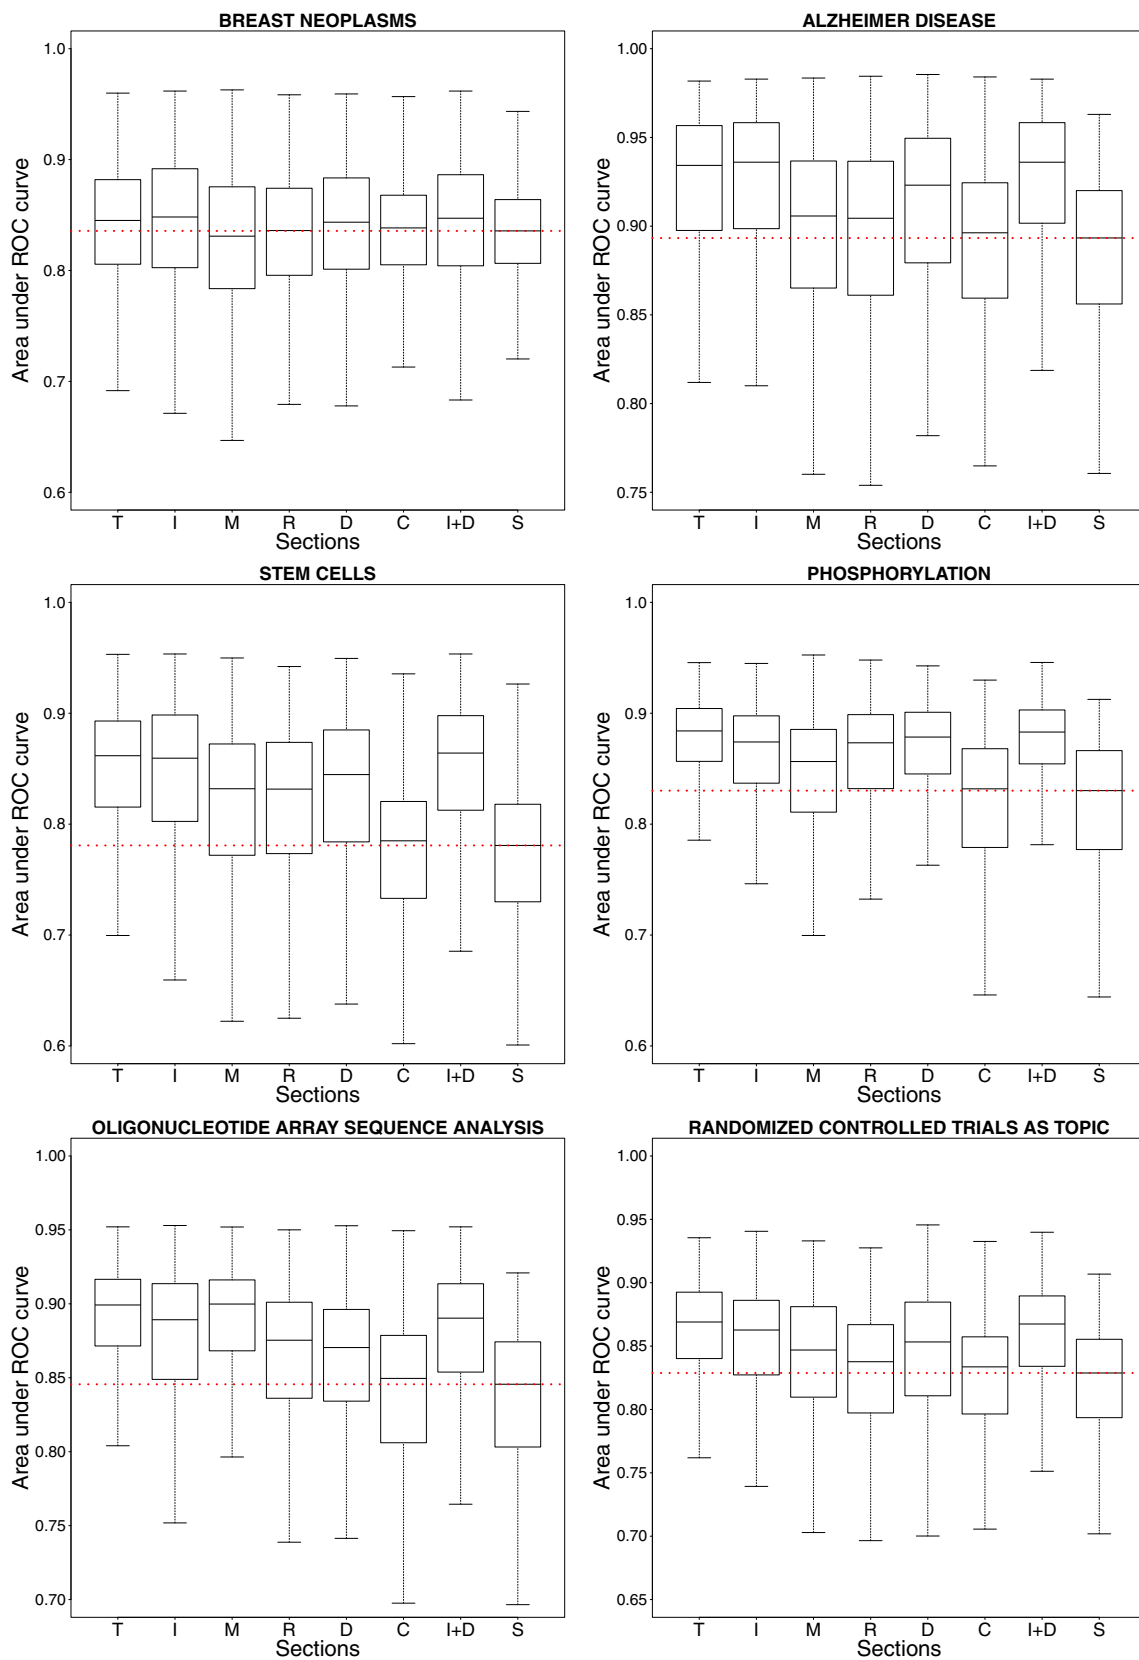 BREAST NEOPLASMS
Area under ROC curve
1.0
0.9
0.8
0.7
0.6
T I M R D C I+D S
Sections
ALZHEIMER DISEASE
Area under ROC curve
1.00
0.95
0.90
0.85
0.80
0.75
T I M R D C I+D S
Sections
STEM CELLS
Area under ROC curve
1.0
0.9
0.8
0.7
0.6
T I M R D C I+D S
Sections
PHOSPHORYLATION
Area under ROC curve
1.0
0.9
0.8
0.7
0.6
T I M R D C I+D S
Sections
OLIGONUCLEOTIDE ARRAY SEQUENCE ANALYSIS
Area under ROC curve
1.00
0.95
0.90
0.85
0.80
0.75
0.70
T I M R D C I+D S
Sections
RANDOMIZED CONTROLLED TRIALS AS TOPIC
Area under ROC curve
1.00
0.95
0.90
0.85
0.80
0.75
0.70
0.65
T I M R D C I+D S
Sections